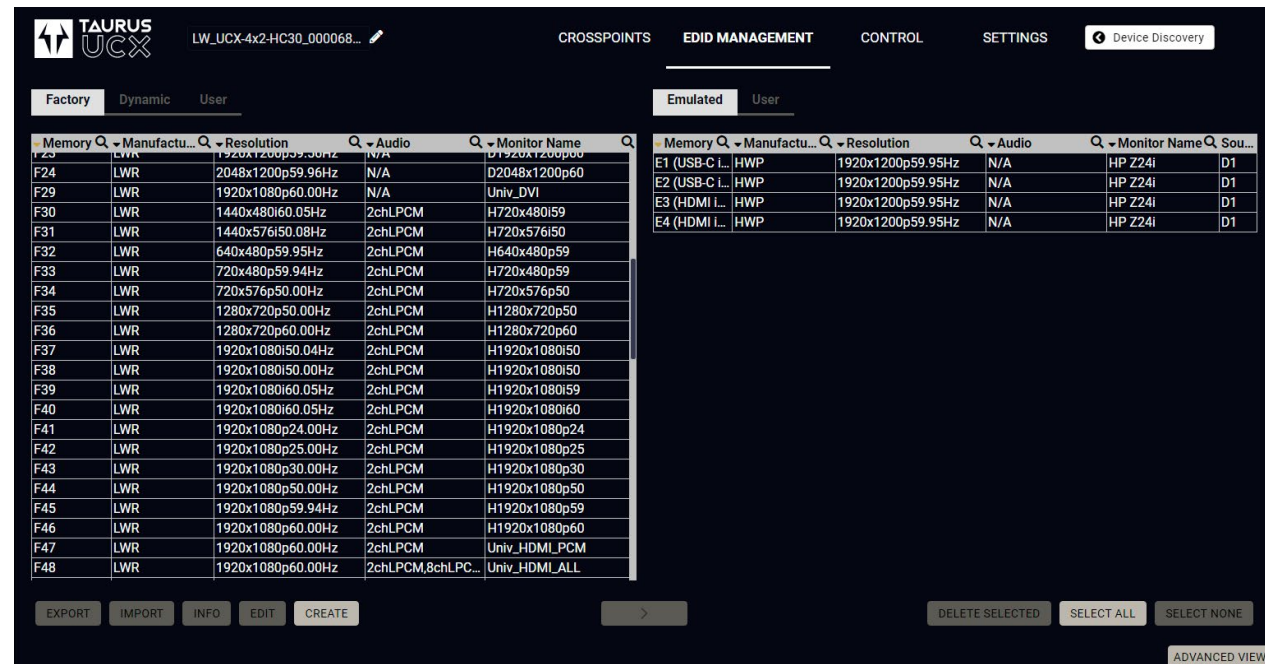 TAURUS
UCX
LW_UCX-4x2-HC30_000068...
CROSSPOINTS EDID MANAGEMENT CONTROL SETTINGS Device Discovery
Factory Dynamic User
Emulated User
Memory Manufactu... Resolution Audio Monitor Name
F23 LWR 1920x1200p59.50Hz N/A D1920x1200p60
F24 LWR 2048x1200p59.96Hz N/A D2048x1200p60
F29 LWR 1920x1080p60.00Hz N/A Univ_DVI
F30 LWR 1440x480i60.05Hz 2chLPCM H720x480i59
F31 LWR 1440x576i50.08Hz 2chLPCM H720x576i50
F32 LWR 640x480p59.95Hz 2chLPCM H640x480p59
F33 LWR 720x480p59.94Hz 2chLPCM H720x480p59
F34 LWR 720x576p50.00Hz 2chLPCM H720x576p50
F35 LWR 1280x720p50.00Hz 2chLPCM H1280x720p50
F36 LWR 1280x720p60.00Hz 2chLPCM H1280x720p60
F37 LWR 1920x1080i50.04Hz 2chLPCM H1920x1080i50
F38 LWR 1920x1080i50.00Hz 2chLPCM H1920x1080i50
F39 LWR 1920x1080i60.05Hz 2chLPCM H1920x1080i59
F40 LWR 1920x1080i60.05Hz 2chLPCM H1920x1080i60
F41 LWR 1920x1080p24.00Hz 2chLPCM H1920x1080p24
F42 LWR 1920x1080p25.00Hz 2chLPCM H1920x1080p25
F43 LWR 1920x1080p30.00Hz 2chLPCM H1920x1080p30
F44 LWR 1920x1080p50.00Hz 2chLPCM H1920x1080p50
F45 LWR 1920x1080p59.94Hz 2chLPCM H1920x1080p59
F46 LWR 1920x1080p60.00Hz 2chLPCM H1920x1080p60
F47 LWR 1920x1080p60.00Hz 2chLPCM Univ_HDMI_PCM
F48 LWR 1920x1080p60.00Hz 2chLPCM,8chLPC... Univ_HDMI_ALL
Memory Manufactu... Resolution Audio Monitor Name Sou...
E1 (USB-C i... HWP 1920x1200p59.95Hz N/A HP Z24i D1
E2 (USB-C i... HWP 1920x1200p59.95Hz N/A HP Z24i D1
E3 (HDMI i... HWP 1920x1200p59.95Hz N/A HP Z24i D1
E4 (HDMI i... HWP 1920x1200p59.95Hz N/A HP Z24i D1
EXPORT IMPORT INFO EDIT CREATE > DELETE SELECTED SELECT ALL SELECT NONE
ADVANCED VIEW